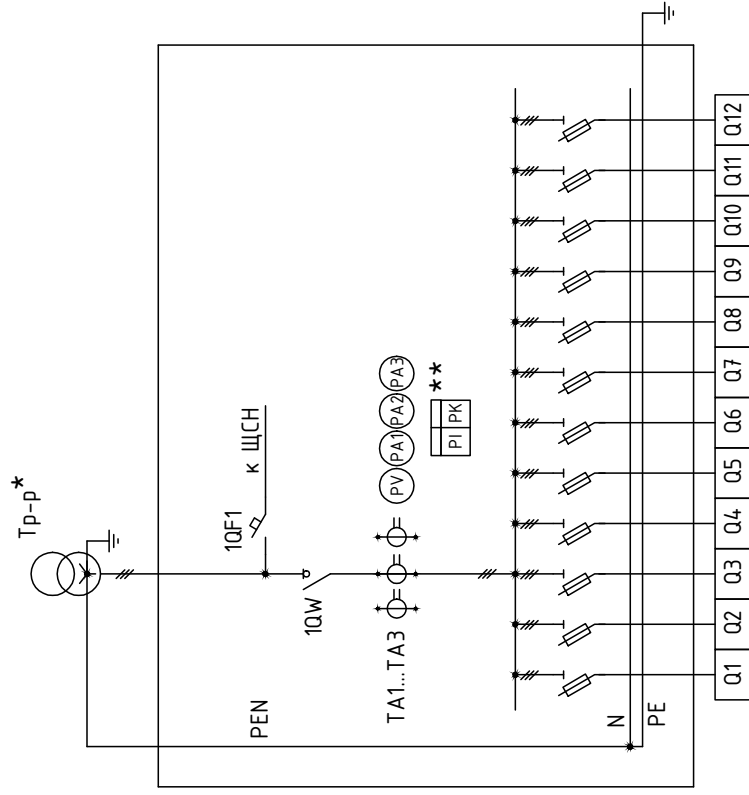 Тр-р*
1QF1
к ЩСН
1QW
PEN
PV PA1 PA2 PA3
**
PI PK
TA1...TA3
N
PE
Q1 Q2 Q3 Q4 Q5 Q6 Q7 Q8 Q9 Q10 Q11 Q12